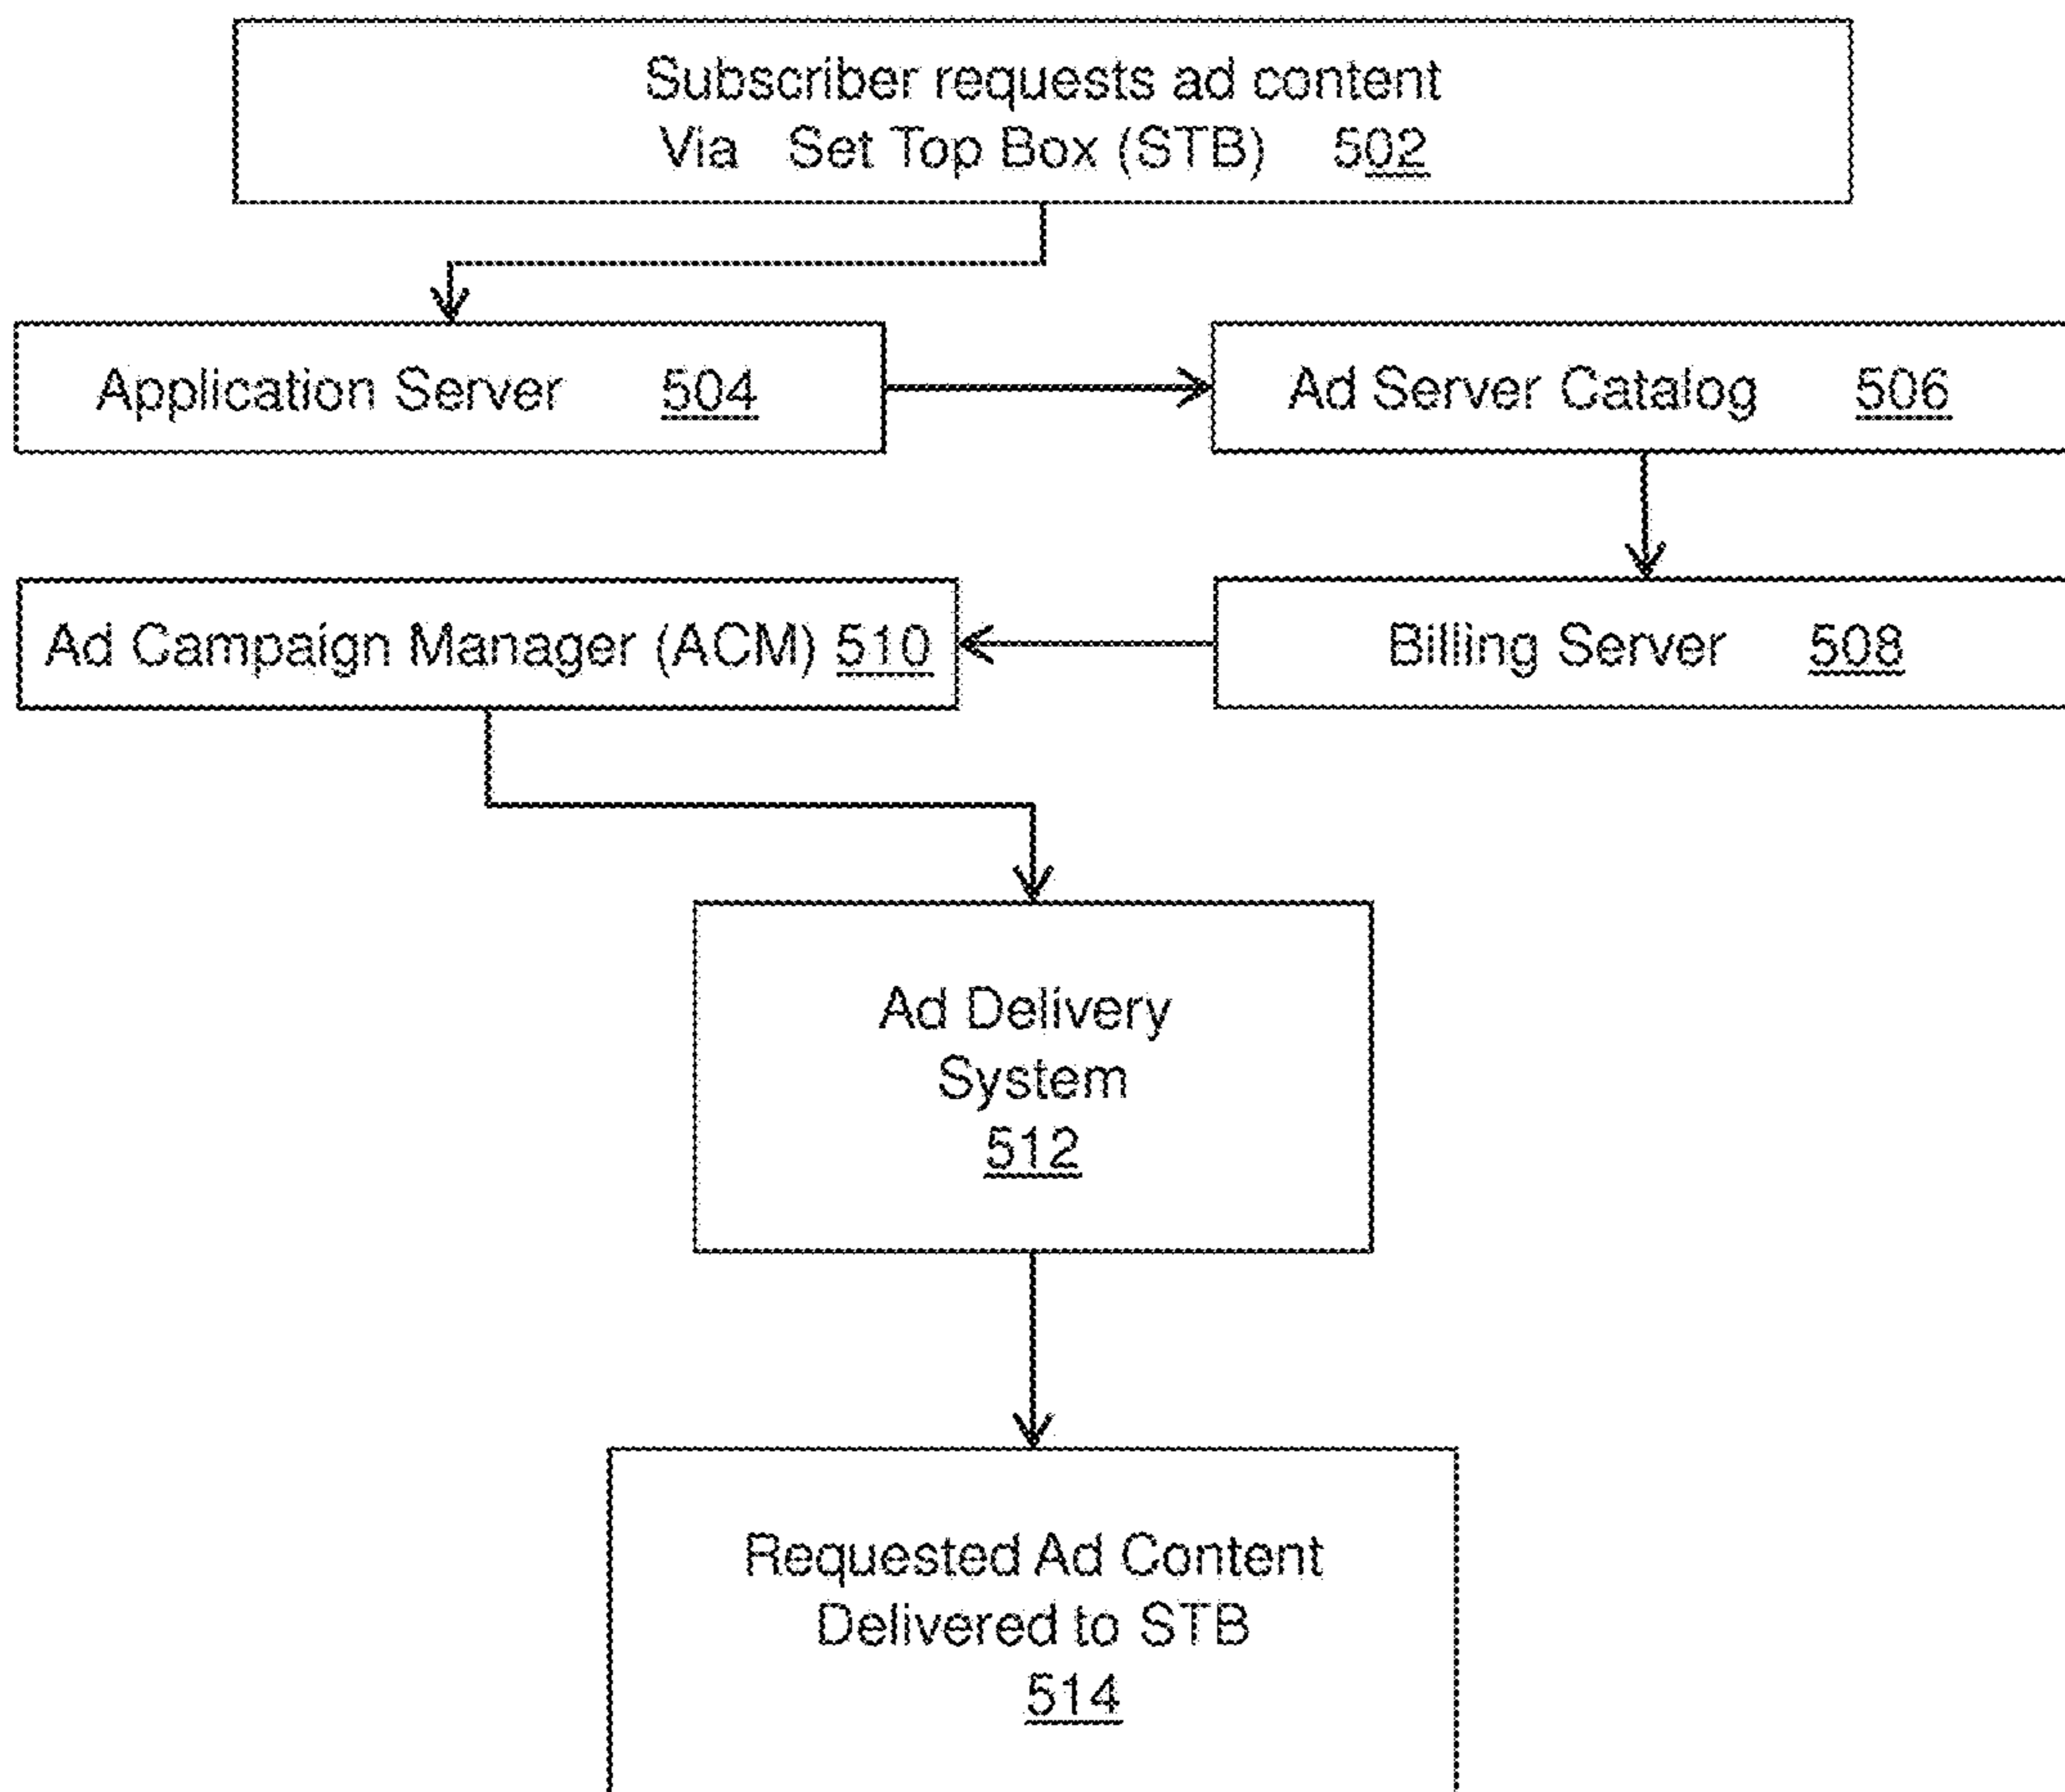 Subscriber requests ad content
Via Set Top Box (STB) 502
Application Server 504
Ad Server Catalog 506
Ad Campaign Manager (ACM) 510
Billing Server 508
Ad Delivery
System
512
Requested Ad Content
Delivered to STB
514